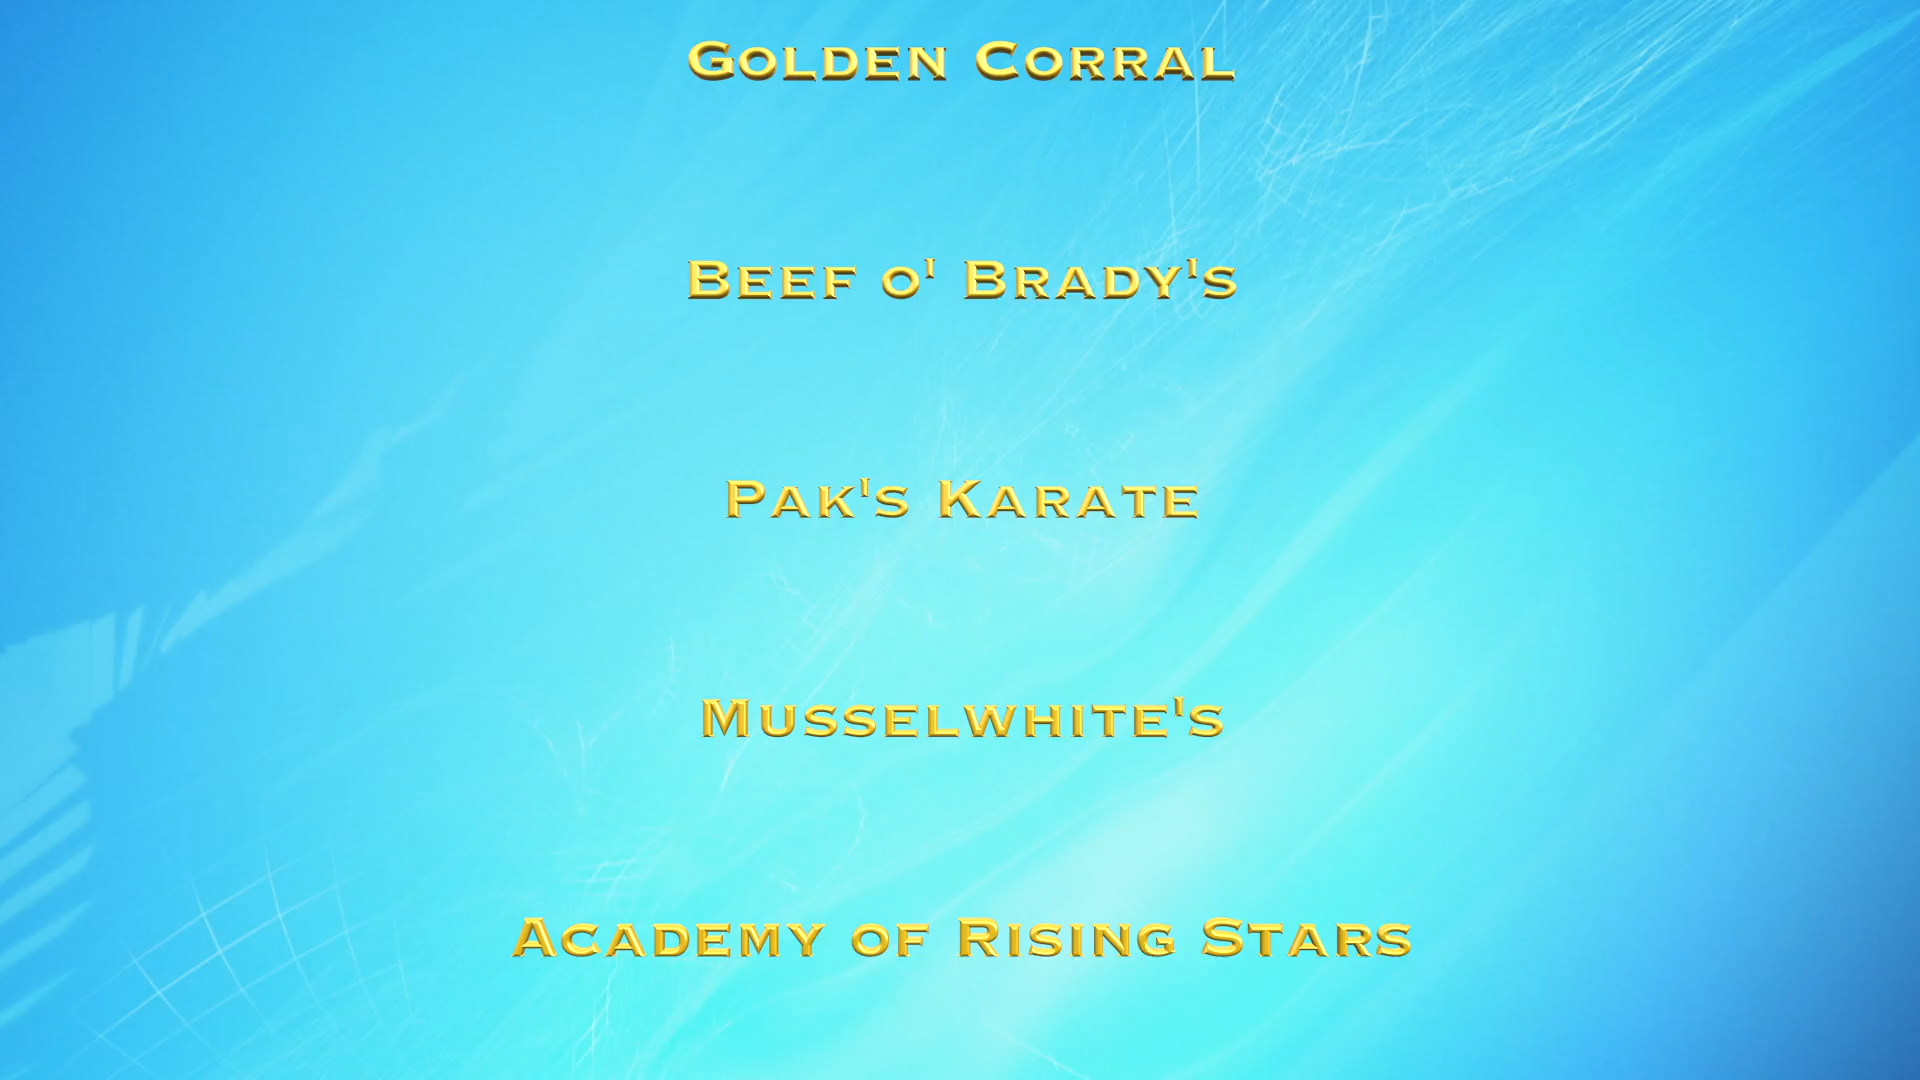 Golden Corral
Beef o' Brady's
Pak's Karate
Musselwhite's
Academy of Rising Stars